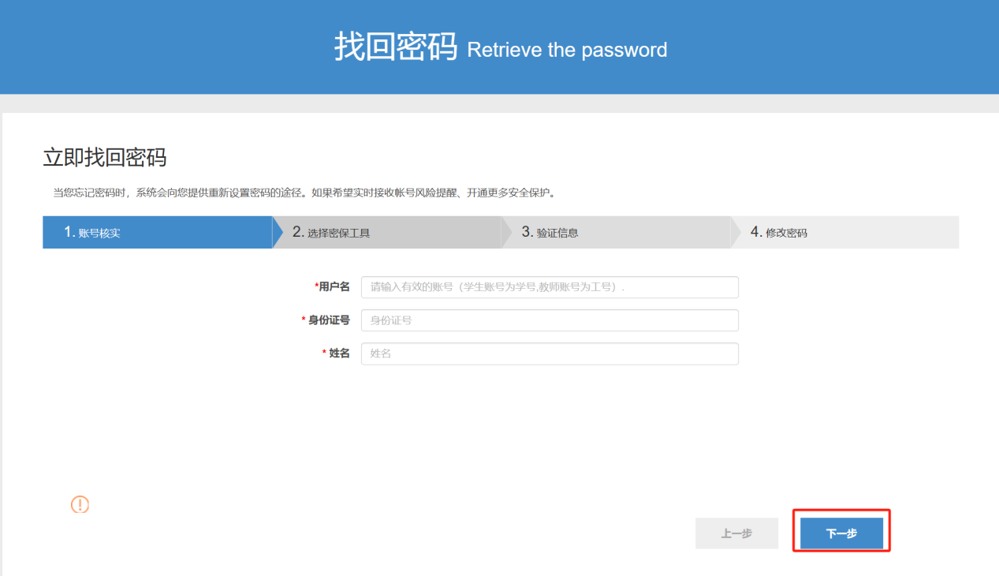 找回密码 Retrieve the password
立即找回密码
当您忘记密码时，系统会向您提供重新设置密码的途径。如果希望实时接收帐号风险提醒、开通更多安全保护。
1. 账号核实 2. 选择密保工具 3. 验证信息 4. 修改密码
*用户名 请输入有效的账号（学生账号为学号,教师账号为工号）.
* 身份证号 身份证号
* 姓名 姓名
上一步 下一步